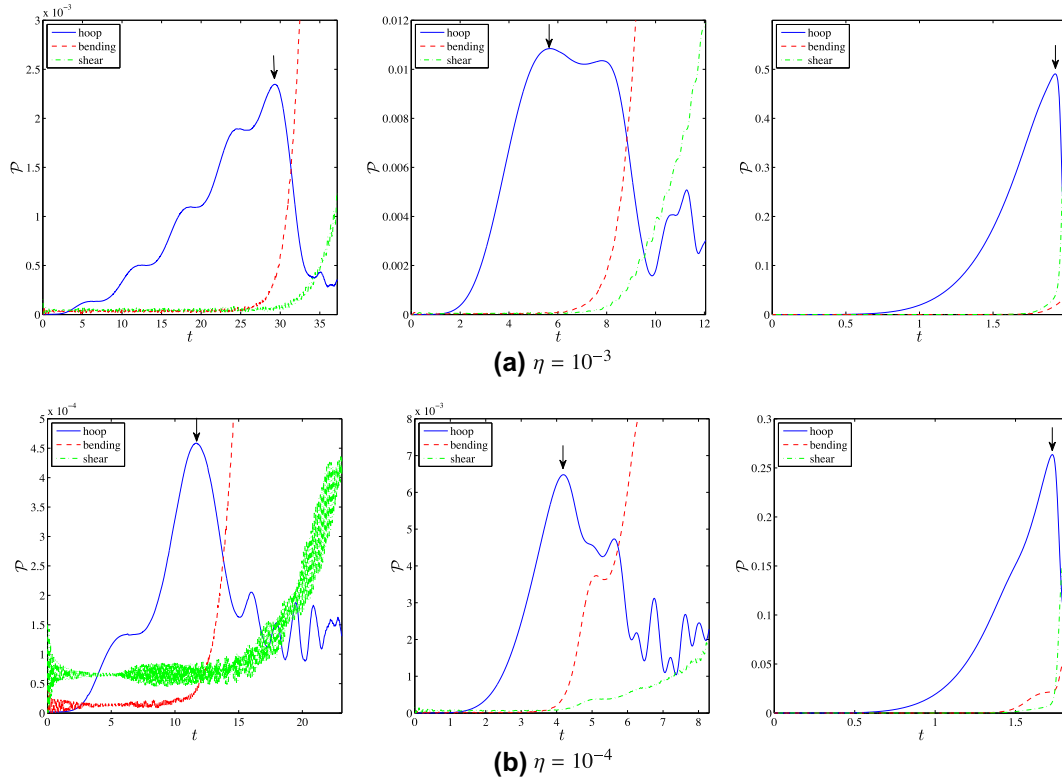 x 10⁻³
3
2.5
2
1.5
1
0.5
0
𝒫
hoop
bending
shear
0 5 10 15 20 25 30 35
t
0.012
0.01
0.008
0.006
0.004
0.002
0
𝒫
hoop
bending
shear
0 2 4 6 8 10 12
t
0.5
0.4
0.3
0.2
0.1
0
𝒫
hoop
bending
shear
0 0.5 1 1.5
t
(a) η = 10⁻³
x 10⁻⁴
5
4.5
4
3.5
3
2.5
2
1.5
1
0.5
0
𝒫
hoop
bending
shear
0 5 10 15 20
t
x 10⁻³
8
7
6
5
4
3
2
1
0
𝒫
hoop
bending
shear
0 1 2 3 4 5 6 7 8
t
0.3
0.25
0.2
0.15
0.1
0.05
0
𝒫
hoop
bending
shear
0 0.5 1 1.5
t
(b) η = 10⁻⁴